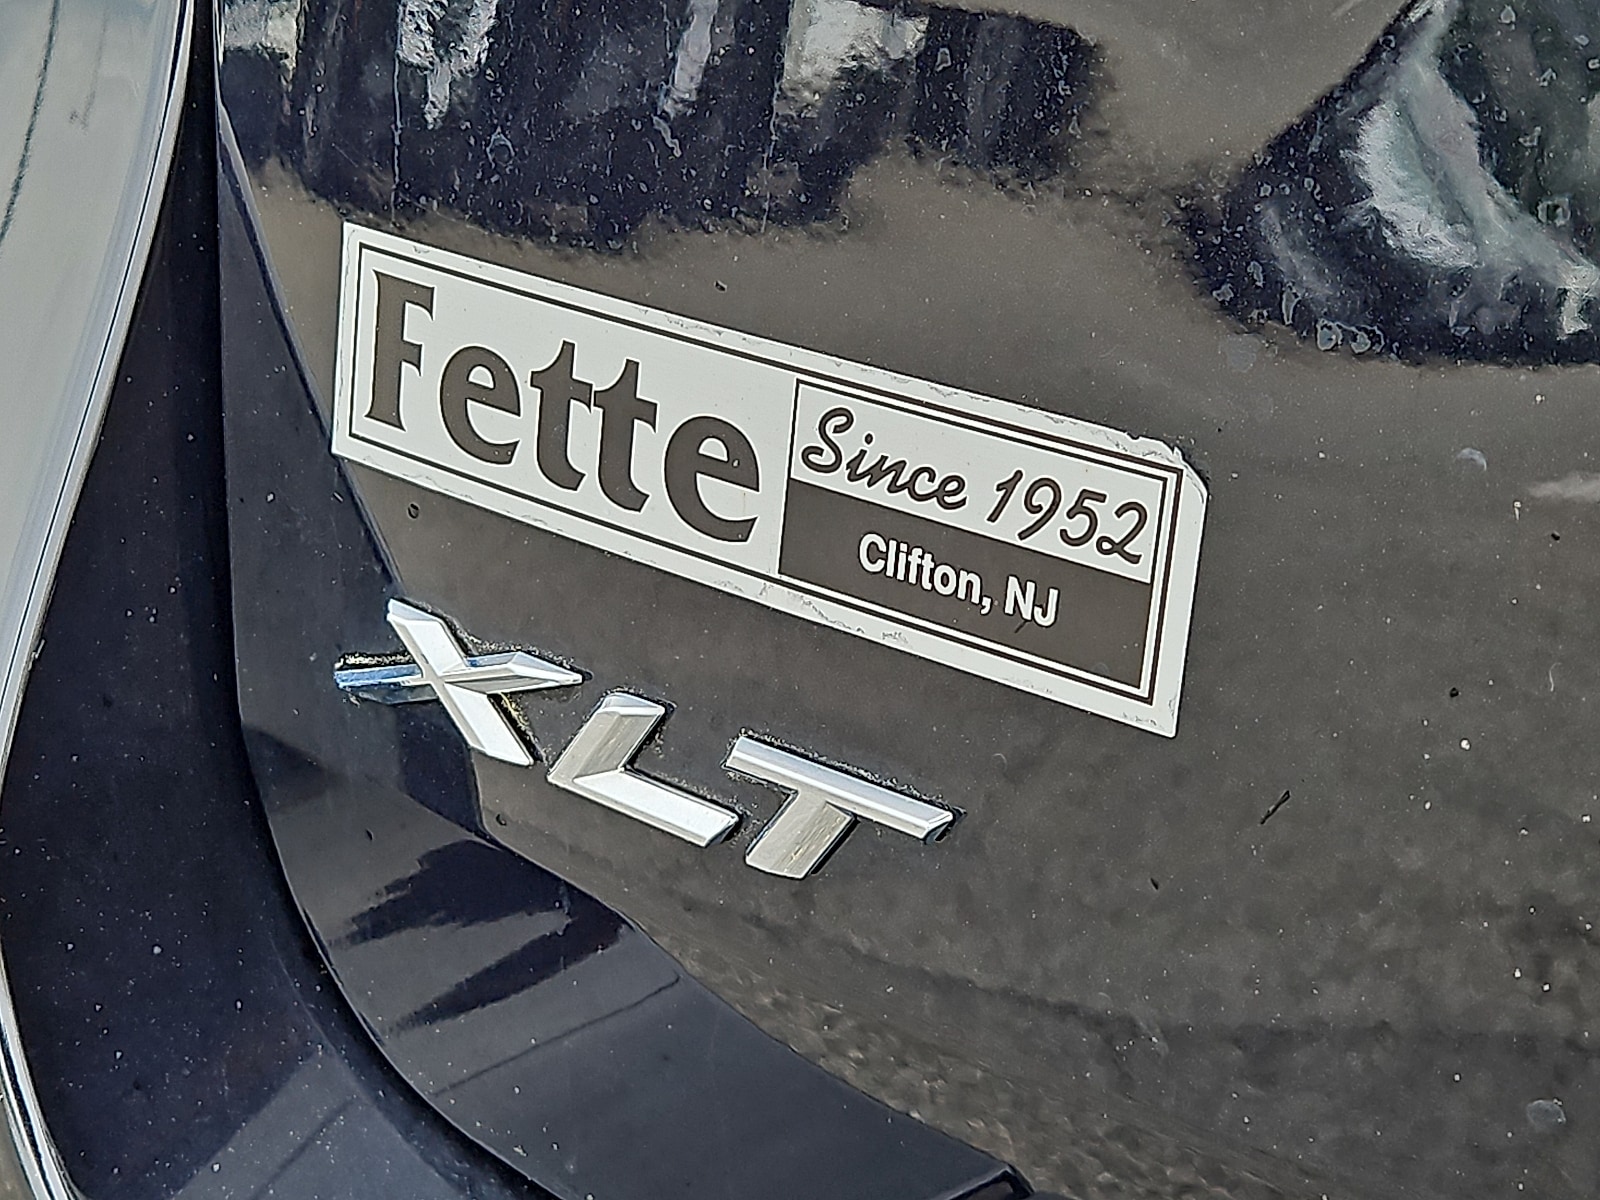 Fette
Since 1952
Clifton, NJ
XLT